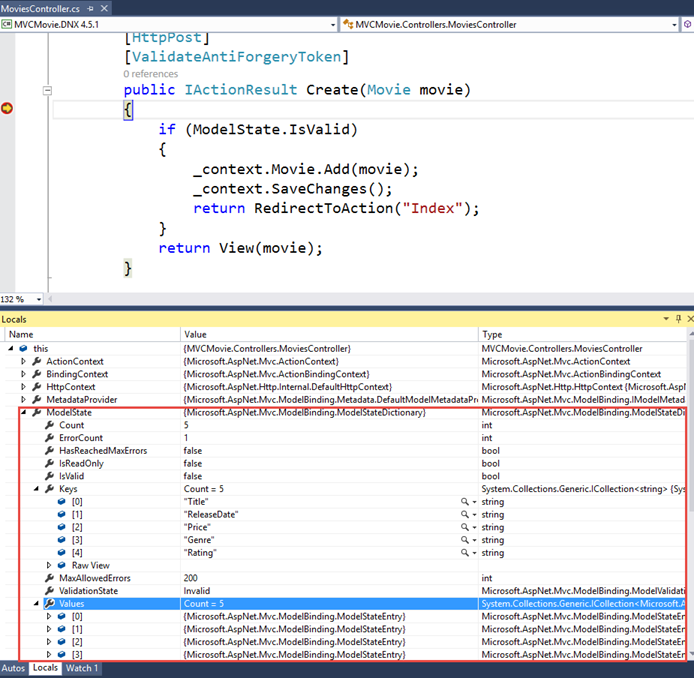 MoviesController.cs
MVCMovie.DNX 4.5.1 MVCMovie.Controllers.MoviesController
[HttpPost]
[ValidateAntiForgeryToken]
0 references
public IActionResult Create(Movie movie)
{
if (ModelState.IsValid)
{
_context.Movie.Add(movie);
_context.SaveChanges();
return RedirectToAction("Index");
}
return View(movie);
}
132 %
Locals
Name Value Type
this {MVCMovie.Controllers.MoviesController} MVCMovie.Controllers.MoviesController
ActionContext {Microsoft.AspNet.Mvc.ActionContext} Microsoft.AspNet.Mvc.ActionContext
BindingContext {Microsoft.AspNet.Mvc.ActionBindingContext} Microsoft.AspNet.Mvc.ActionBindingContext
HttpContext {Microsoft.AspNet.Http.Internal.DefaultHttpContext} Microsoft.AspNet.Http.HttpContext {Microsoft.AspN
MetadataProvider {Microsoft.AspNet.Mvc.ModelBinding.Metadata.DefaultModelMetadataPr Microsoft.AspNet.Mvc.ModelBinding.IModelMetad
ModelState {Microsoft.AspNet.Mvc.ModelBinding.ModelStateDictionary} Microsoft.AspNet.Mvc.ModelBinding.ModelStateDi
Count 5 int
ErrorCount 1 int
HasReachedMaxErrors false bool
IsReadOnly false bool
IsValid false bool
Keys Count = 5 System.Collections.Generic.ICollection<string> {Sys
[0] "Title" string
[1] "ReleaseDate" string
[2] "Price" string
[3] "Genre" string
[4] "Rating" string
Raw View
MaxAllowedErrors 200 int
ValidationState Invalid Microsoft.AspNet.Mvc.ModelBinding.ModelValidati
Values Count = 5 System.Collections.Generic.ICollection<Microsoft.A
[0] {Microsoft.AspNet.Mvc.ModelBinding.ModelStateEntry} Microsoft.AspNet.Mvc.ModelBinding.ModelStateEn
[1] {Microsoft.AspNet.Mvc.ModelBinding.ModelStateEntry} Microsoft.AspNet.Mvc.ModelBinding.ModelStateEn
[2] {Microsoft.AspNet.Mvc.ModelBinding.ModelStateEntry} Microsoft.AspNet.Mvc.ModelBinding.ModelStateEn
[3] {Microsoft.AspNet.Mvc.ModelBinding.ModelStateEntry} Microsoft.AspNet.Mvc.ModelBinding.ModelStateEn
Autos Locals Watch 1